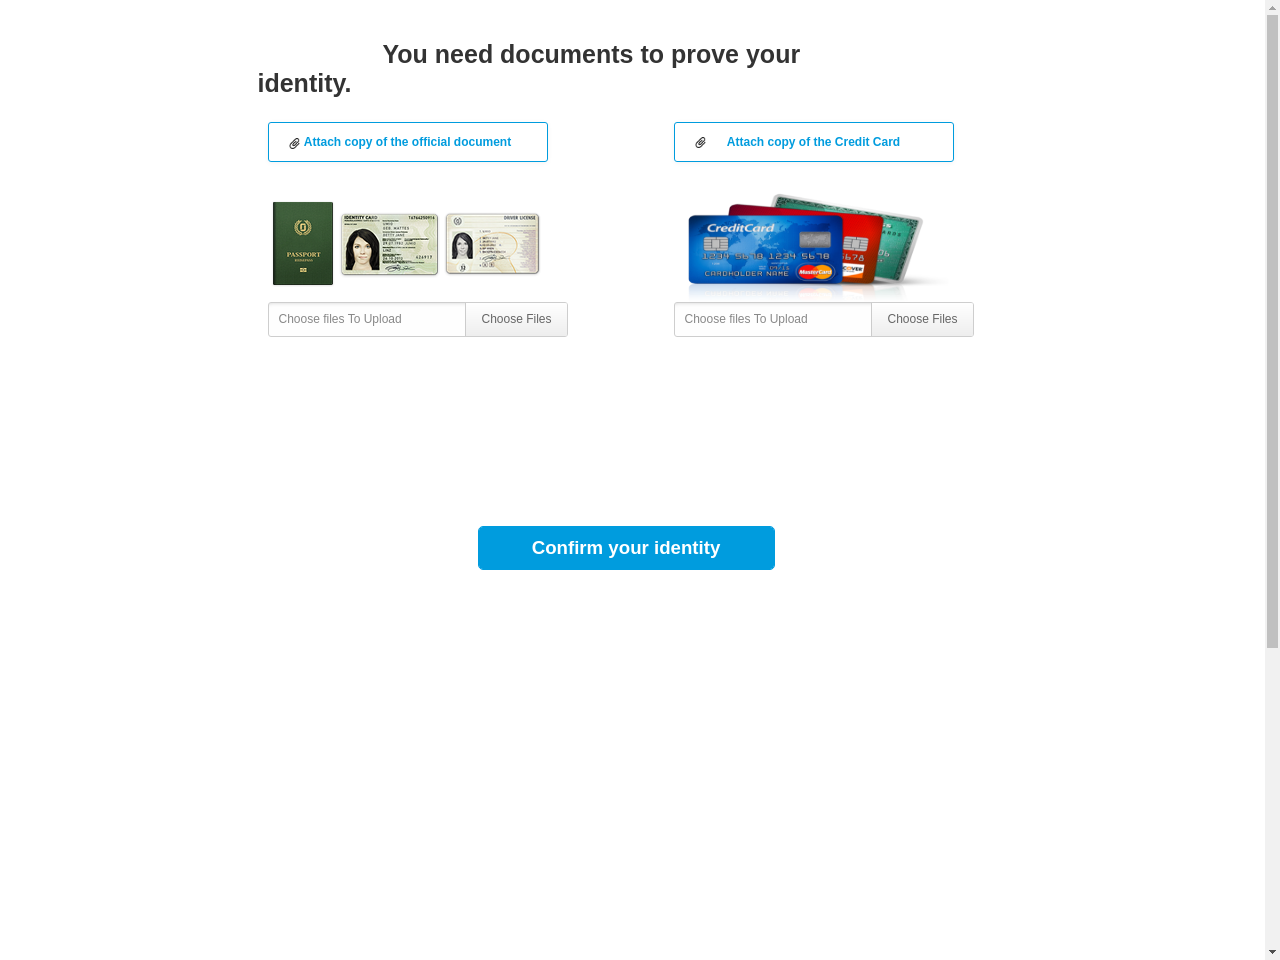 You need documents to prove your
identity.
Attach copy of the official document
Attach copy of the Credit Card
PASSPORT
IDENTITY CARD
DRIVER LICENSE
CreditCard
1234 5678 1234 5678
CARDHOLDER NAME
MasterCard
Choose files To Upload
Choose Files
Choose files To Upload
Choose Files
Confirm your identity